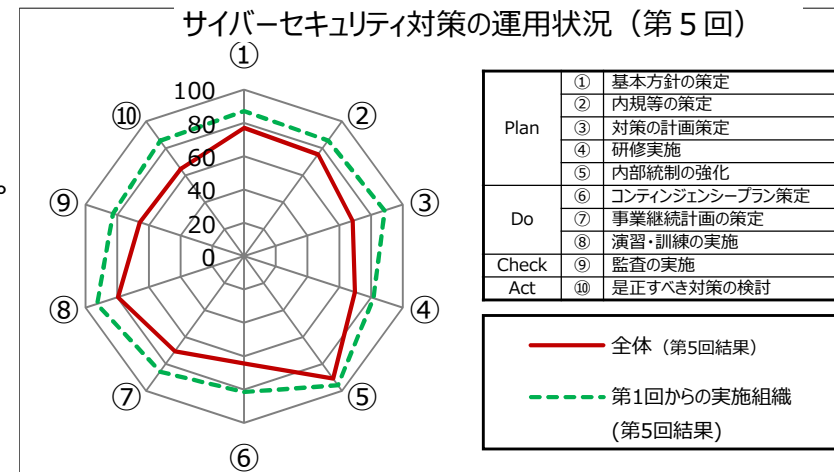 サイバーセキュリティ対策の運用状況（第５回）
①
②
③
④
⑤
⑥
⑦
⑧
⑨
⑩
100
80
60
40
20
0
。
Plan
① 基本方針の策定
② 内規等の策定
③ 対策の計画策定
④ 研修実施
⑤ 内部統制の強化
Do
⑥ コンティンジェンシープラン策定
⑦ 事業継続計画の策定
⑧ 演習・訓練の実施
Check ⑨ 監査の実施
Act ⑩ 是正すべき対策の検討
全体（第5回結果）
第1回からの実施組織
(第5回結果)